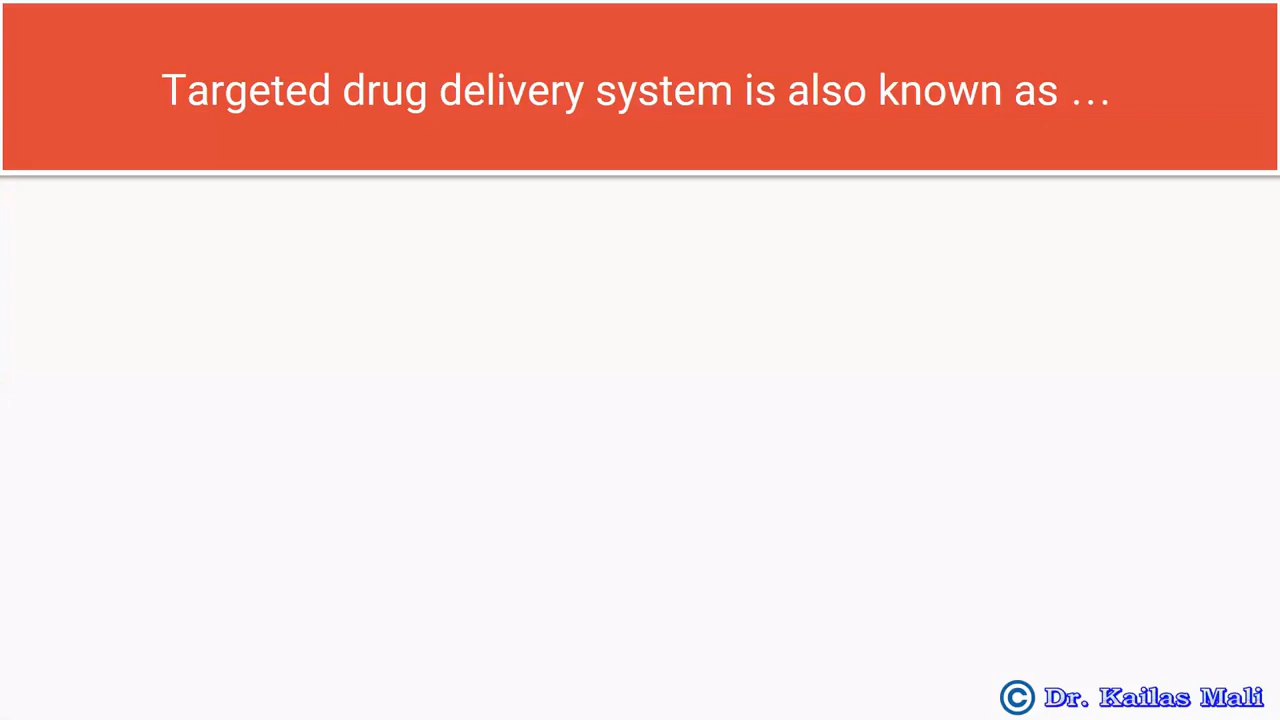 Targeted drug delivery system is also known as …
© Dr. Kailas Mali